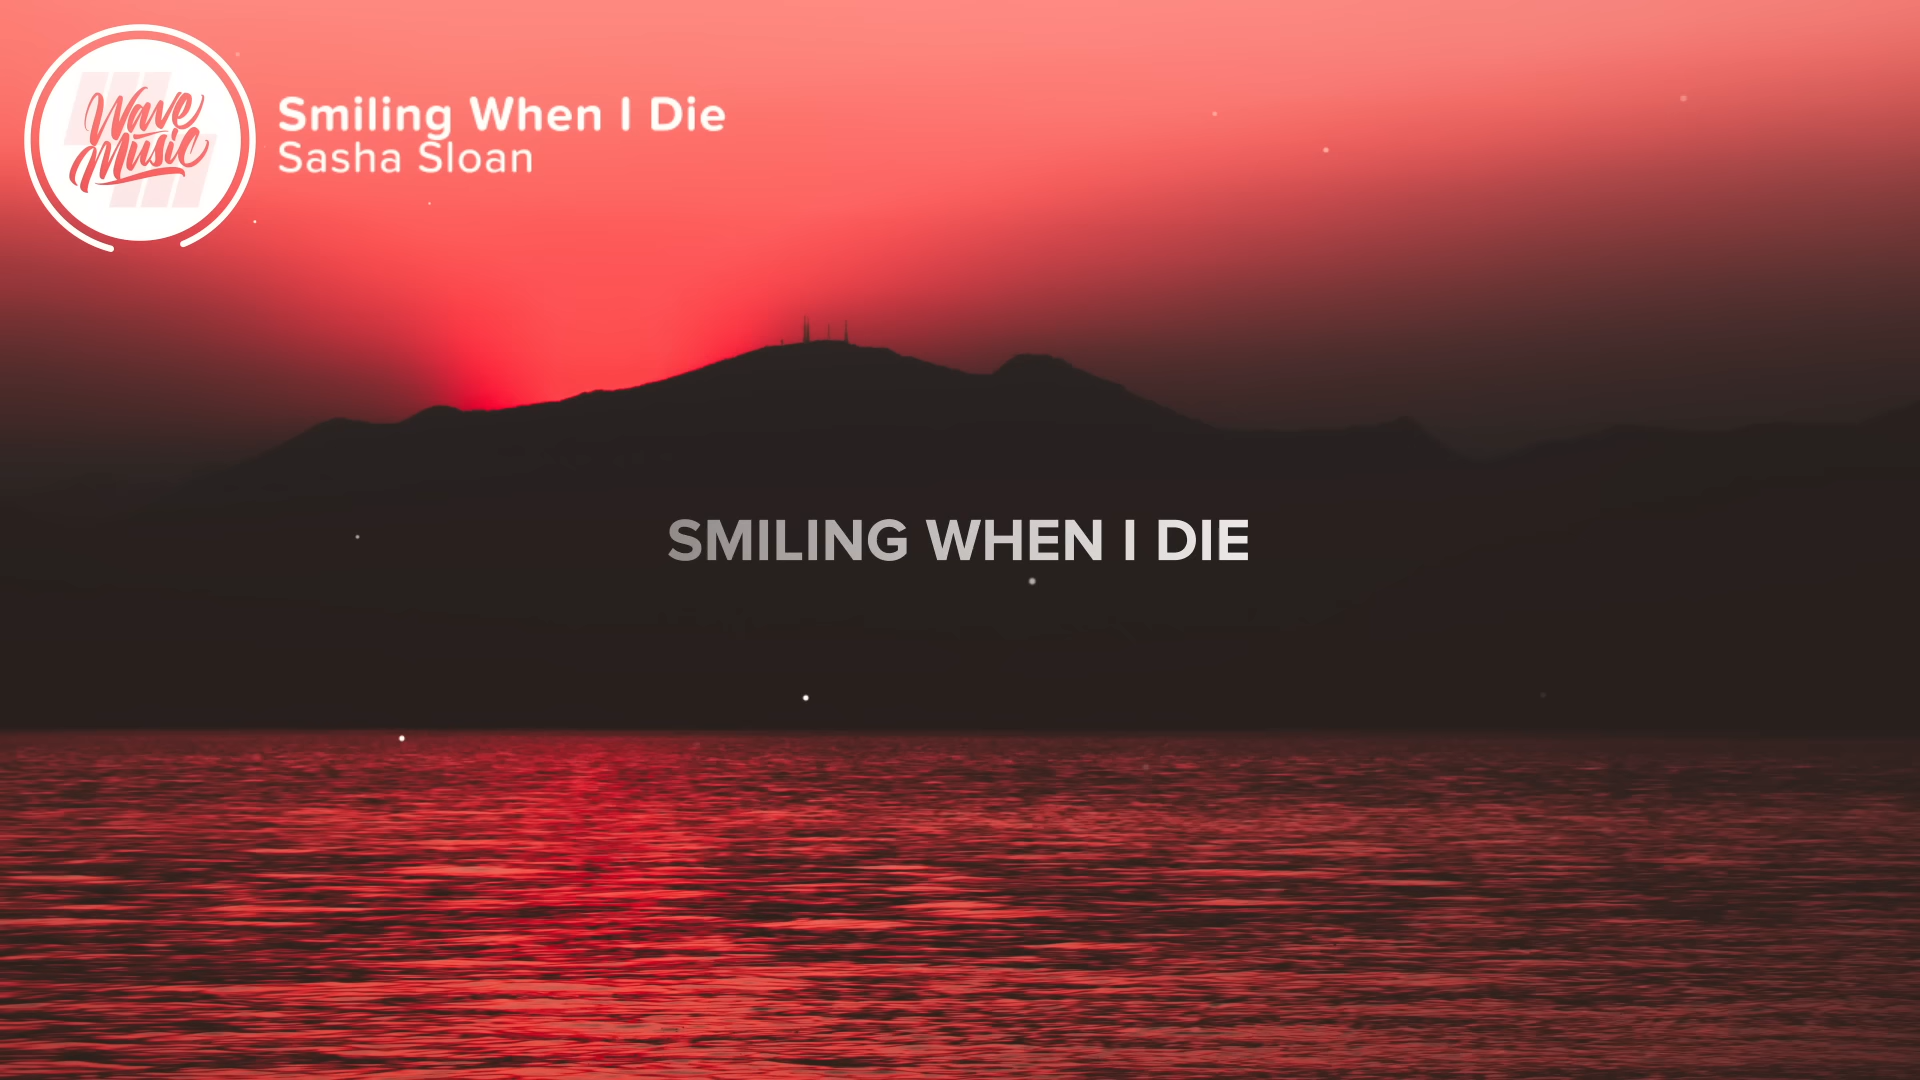 Wave
Music
Smiling When I Die
Sasha Sloan
SMILING WHEN I DIE